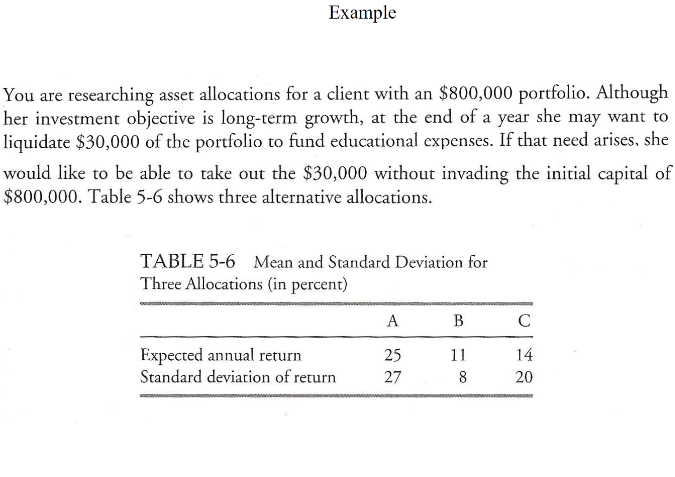 Example
You are researching asset allocations for a client with an $800,000 portfolio. Although
her investment objective is long-term growth, at the end of a year she may want to
liquidate $30,000 of the portfolio to fund educational expenses. If that need arises, she
would like to be able to take out the $30,000 without invading the initial capital of
$800,000. Table 5-6 shows three alternative allocations.
TABLE 5-6 Mean and Standard Deviation for
Three Allocations (in percent)
A B C
Expected annual return 25 11 14
Standard deviation of return 27 8 20